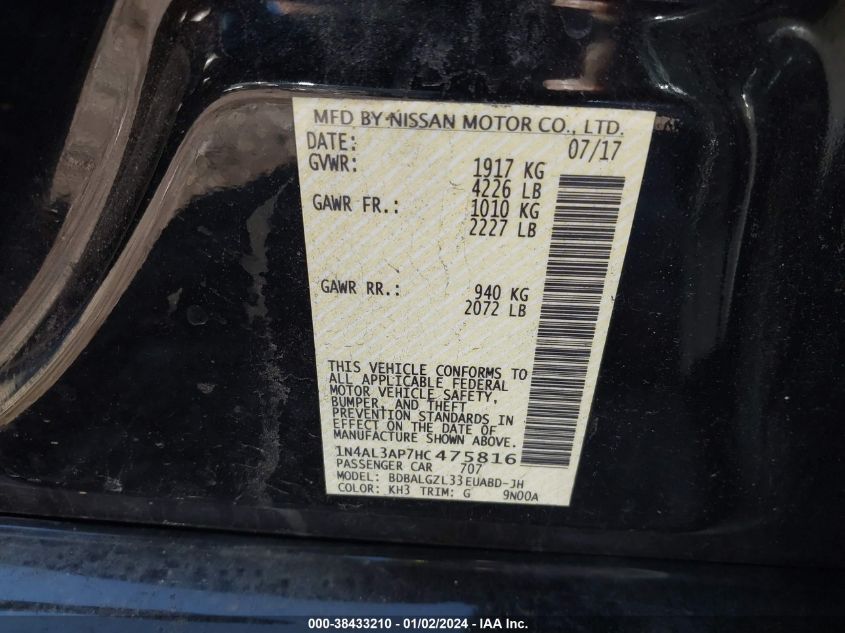 MFD BY NISSAN MOTOR CO., LTD.
DATE: 07/17
GVWR: 1917 KG
4226 LB
GAWR FR.: 1010 KG
2227 LB
GAWR RR.: 940 KG
2072 LB
THIS VEHICLE CONFORMS TO
ALL APPLICABLE FEDERAL
MOTOR VEHICLE SAFETY,
BUMPER, AND THEFT
PREVENTION STANDARDS IN
EFFECT ON THE DATE OF
MANUFACTURE SHOWN ABOVE.
1N4AL3AP7HC475816
PASSENGER CAR 707
MODEL: BDBALGZL33EUABD-JH
COLOR: KH3 TRIM: G 9N00A
000-38433210 - 01/02/2024 - IAA Inc.